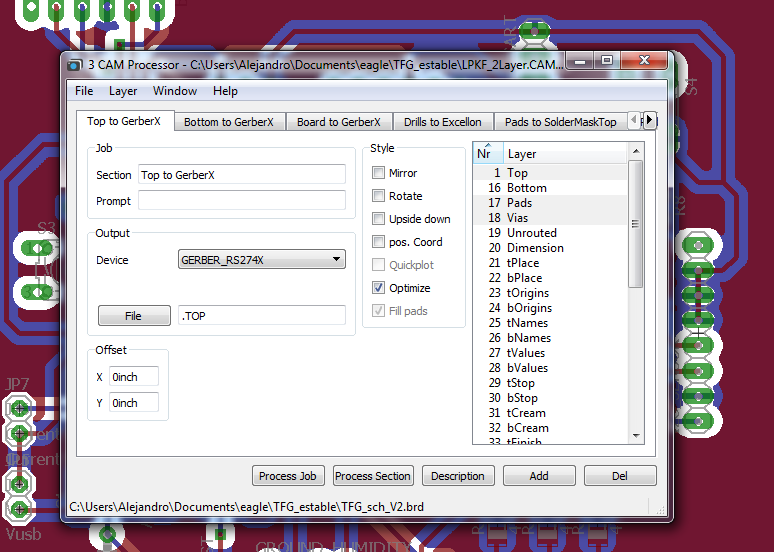 3 CAM Processor - C:\Users\Alejandro\Documents\eagle\TFG_estable\LPKF_2Layer.CAM...
File Layer Window Help
Top to GerberX Bottom to GerberX Board to GerberX Drills to Excellon Pads to SolderMaskTop
Job
Section Top to GerberX
Prompt
Output
Device GERBER_RS274X
File .TOP
Offset
X 0inch
Y 0inch
Style
Mirror
Rotate
Upside down
pos. Coord
Quickplot
Optimize
Fill pads
Nr Layer
1 Top
16 Bottom
17 Pads
18 Vias
19 Unrouted
20 Dimension
21 tPlace
22 bPlace
23 tOrigins
24 bOrigins
25 tNames
26 bNames
27 tValues
28 bValues
29 tStop
30 bStop
31 tCream
32 bCream
33 tFinish
Process Job Process Section Description Add Del
C:\Users\Alejandro\Documents\eagle\TFG_estable\TFG_sch_V2.brd
S3
S4
JP7
Vusb
GROUND HUMIDITY